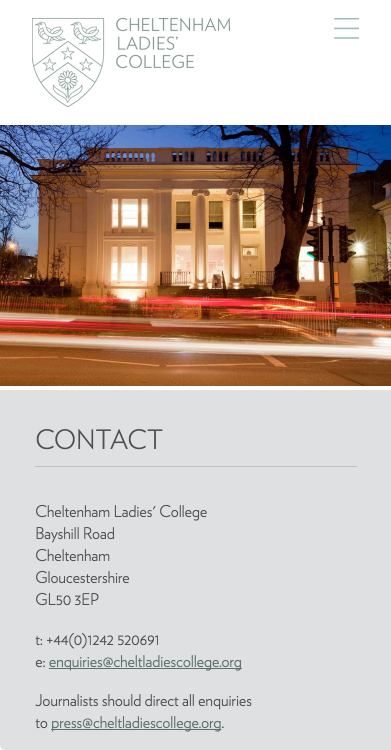 CHELTENHAM
LADIES'
COLLEGE
CONTACT
Cheltenham Ladies' College
Bayshill Road
Cheltenham
Gloucestershire
GL50 3EP
t: +44(0)1242 520691
e: enquiries@cheltladiescollege.org
Journalists should direct all enquiries
to press@cheltladiescollege.org.